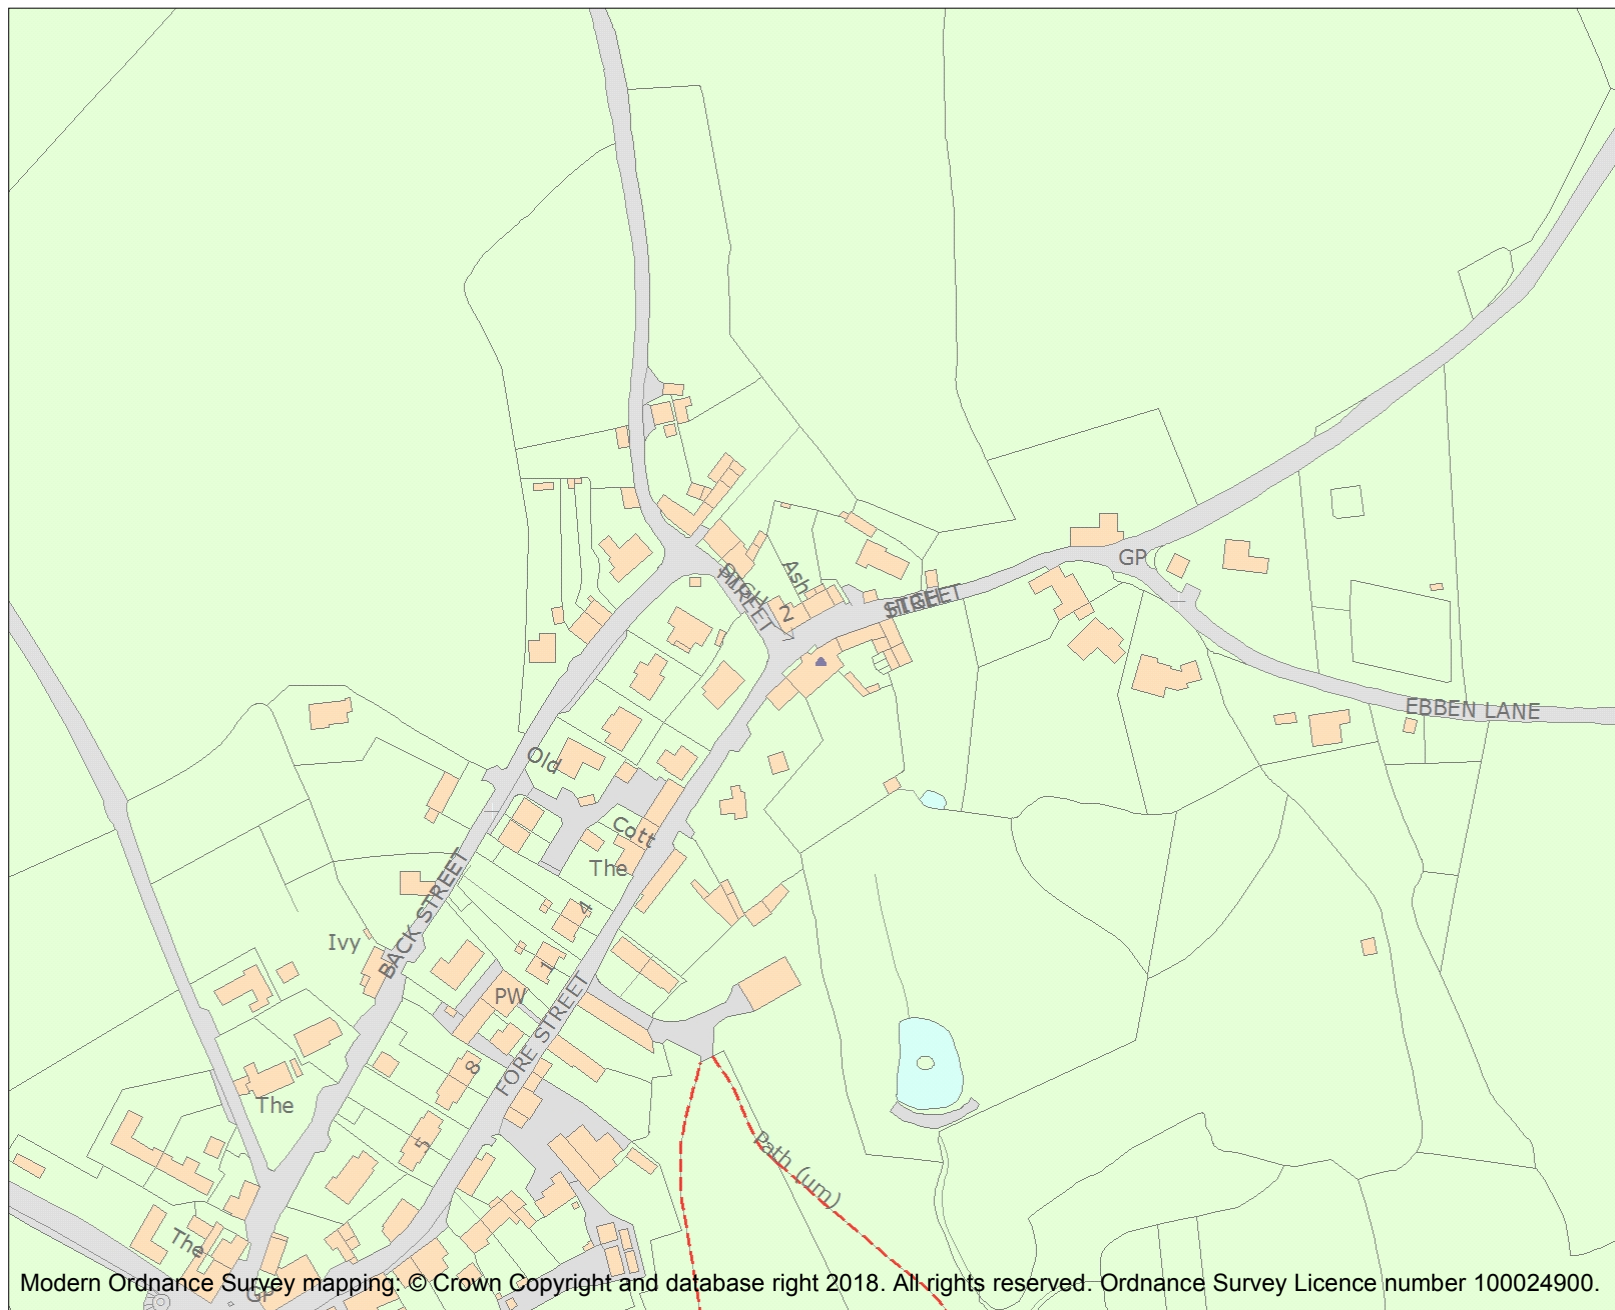 GP
Ash
HIGH STREET
2
HIGH STREET
EBBEN LANE
Old
Cott
The
BACK STREET
4
Ivy
1
PW
FORE STREET
8
The
5
Path (um)
The
GP
Modern Ordnance Survey mapping: © Crown Copyright and database right 2018. All rights reserved. Ordnance Survey Licence number 100024900.